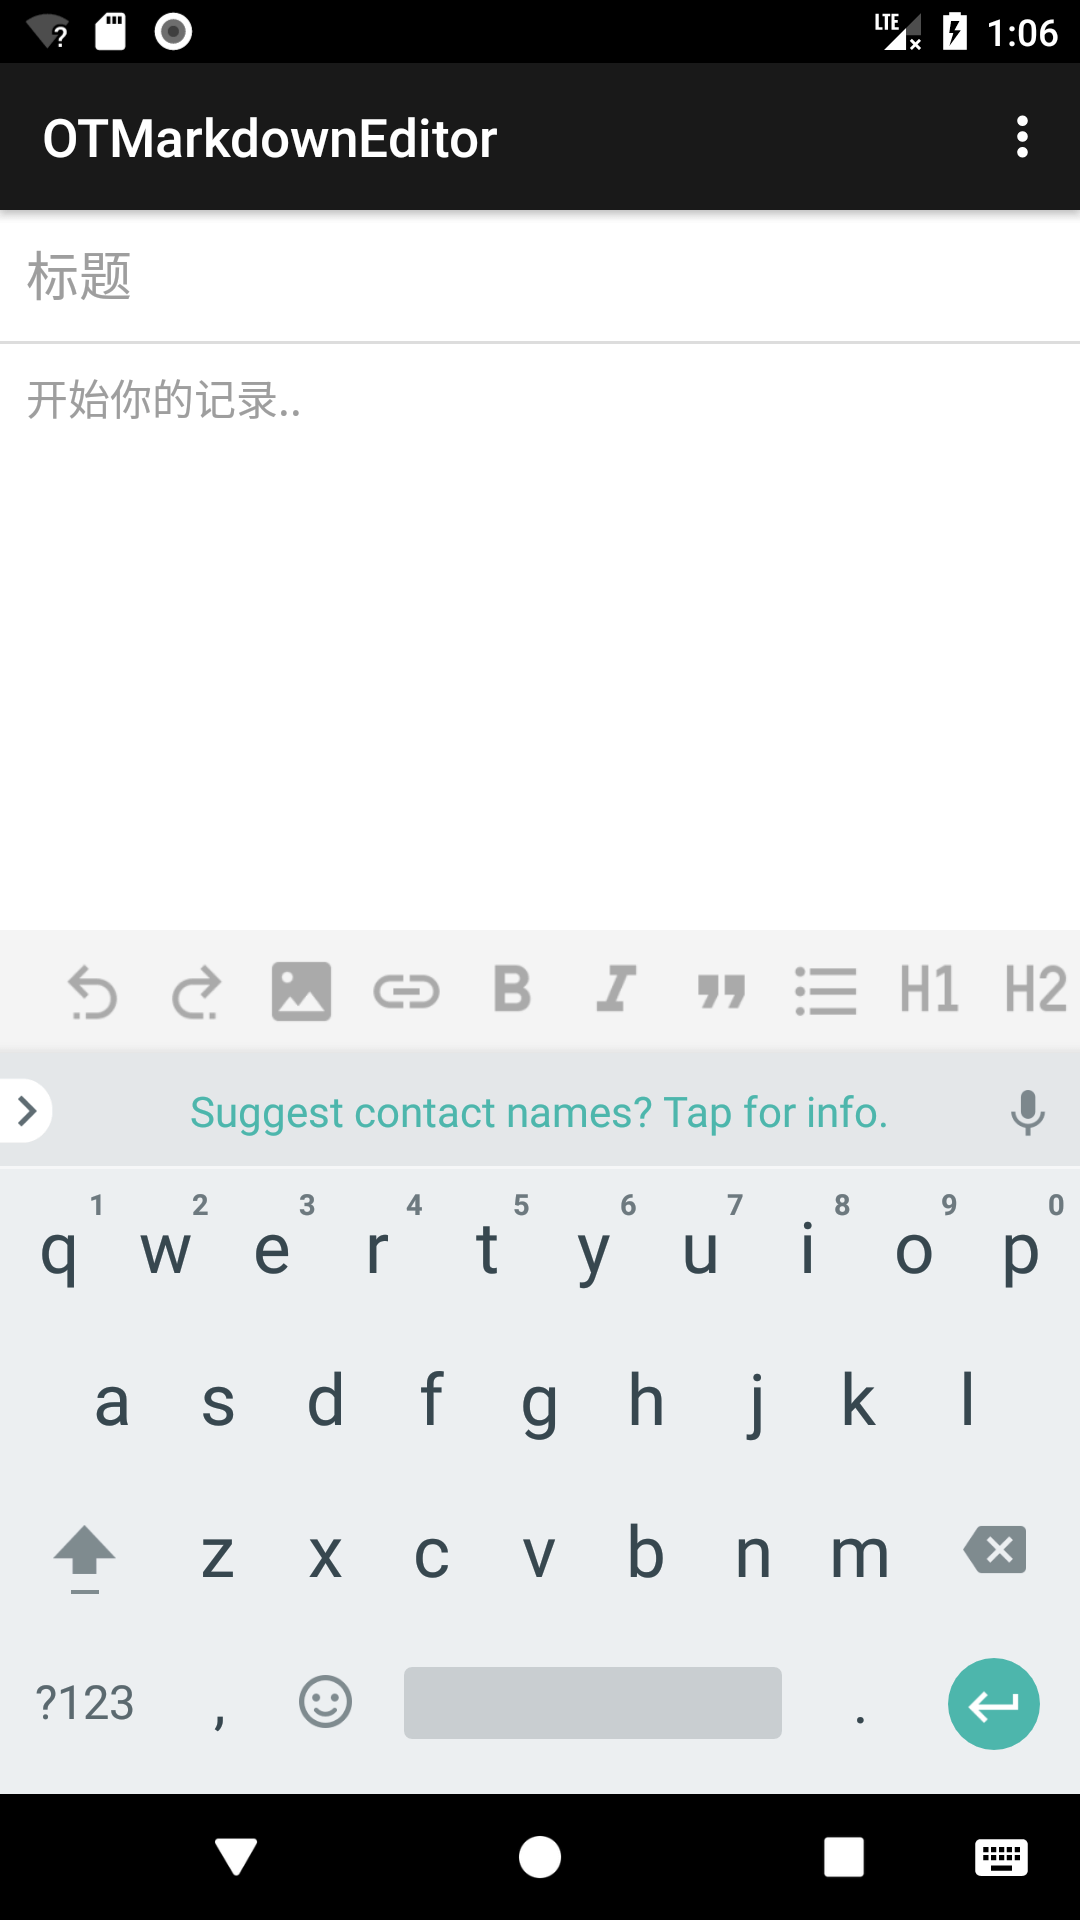 LTE 1:06
OTMarkdownEditor
标题
开始你的记录..
B I H1 H2
Suggest contact names? Tap for info.
1 2 3 4 5 6 7 8 9 0
q w e r t y u i o p
a s d f g h j k l
z x c v b n m
?123 , .